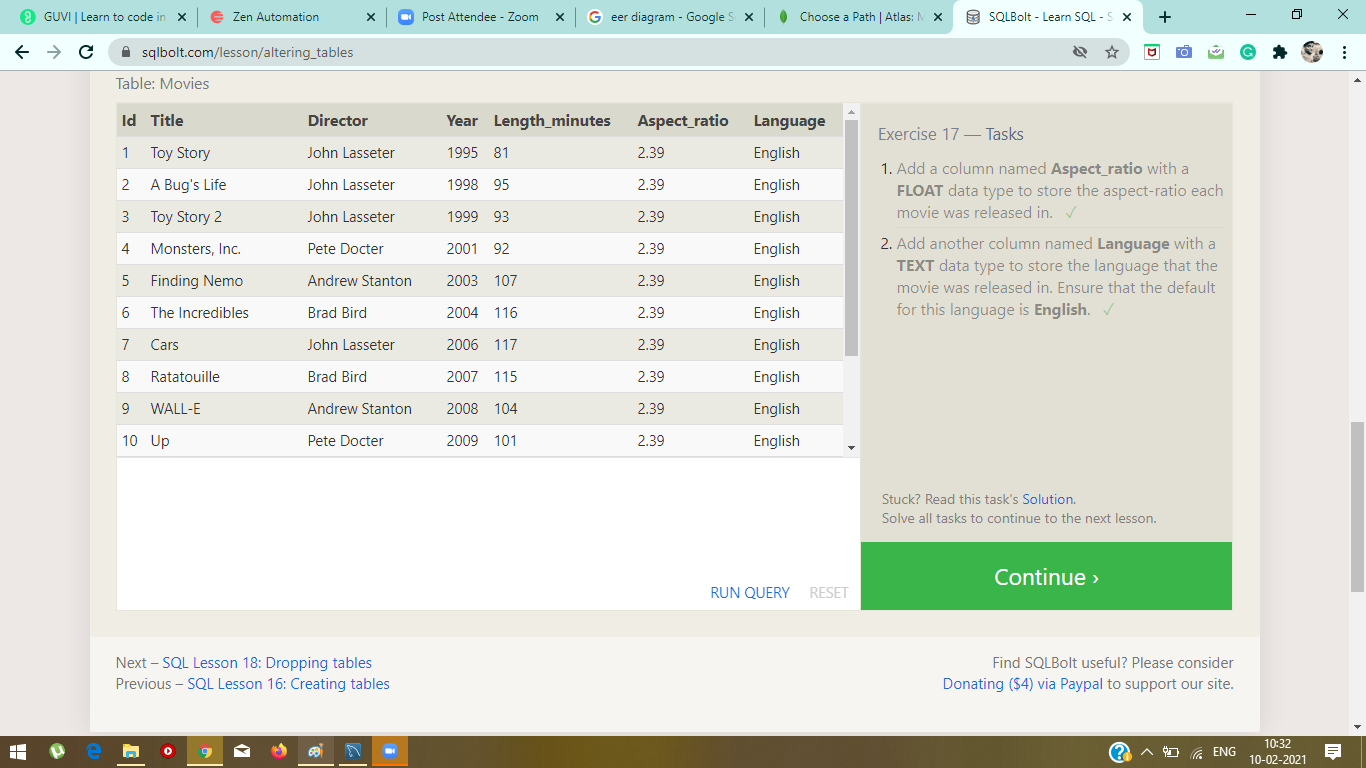 GUVI | Learn to code in
Zen Automation
Post Attendee - Zoom
eer diagram - Google S
Choose a Path | Atlas: M
SQLBolt - Learn SQL - S
sqlbolt.com/lesson/altering_tables
Table: Movies
Id Title Director Year Length_minutes Aspect_ratio Language
1 Toy Story John Lasseter 1995 81 2.39 English
2 A Bug's Life John Lasseter 1998 95 2.39 English
3 Toy Story 2 John Lasseter 1999 93 2.39 English
4 Monsters, Inc. Pete Docter 2001 92 2.39 English
5 Finding Nemo Andrew Stanton 2003 107 2.39 English
6 The Incredibles Brad Bird 2004 116 2.39 English
7 Cars John Lasseter 2006 117 2.39 English
8 Ratatouille Brad Bird 2007 115 2.39 English
9 WALL-E Andrew Stanton 2008 104 2.39 English
10 Up Pete Docter 2009 101 2.39 English
RUN QUERY RESET
Exercise 17 — Tasks
1. Add a column named Aspect_ratio with a
FLOAT data type to store the aspect-ratio each
movie was released in. ✓
2. Add another column named Language with a
TEXT data type to store the language that the
movie was released in. Ensure that the default
for this language is English. ✓
Stuck? Read this task's Solution.
Solve all tasks to continue to the next lesson.
Continue ›
Next – SQL Lesson 18: Dropping tables
Previous – SQL Lesson 16: Creating tables
Find SQLBolt useful? Please consider
Donating ($4) via Paypal to support our site.
ENG
10:32
10-02-2021